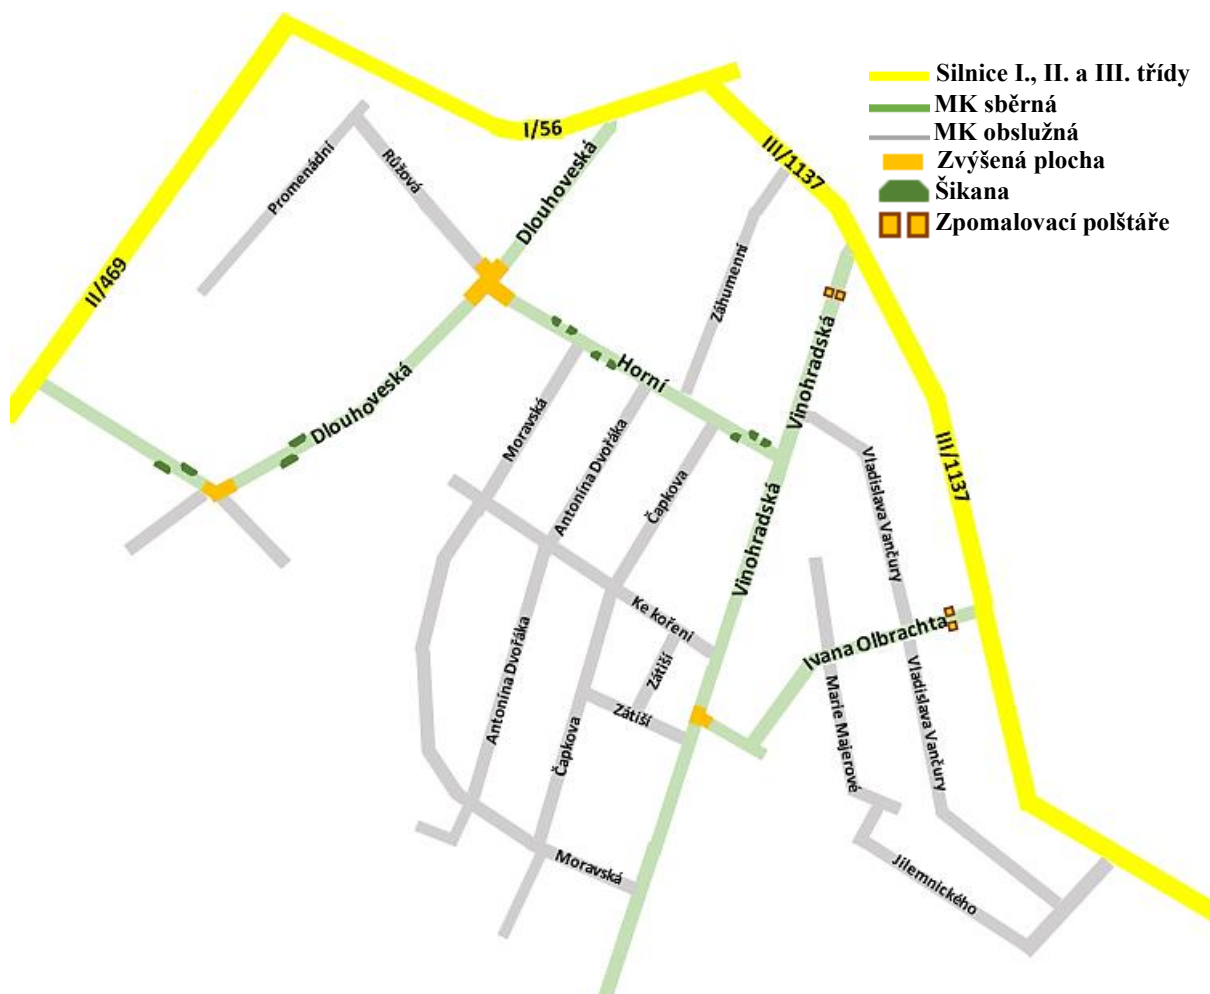 Silnice I., II. a III. třídy
MK sběrná
MK obslužná
Zvýšená plocha
Šikana
Zpomalovací polštáře
I/56
III/1137
Promenádní
Růžová
Dlouhoveská
II/469
Záhumenní
Vinohradská
Horní
Dlouhoveská
Moravská
Antonína Dvořáka
Čapkova
Vladislava Vančury
III/1137
Vinohradská
Ke koření
Ivana Olbrachta
Zátiší
Zátiší
Antonína Dvořáka
Čapkova
Marie Majerové
Vladislava Vančury
Moravská
Jilemnického